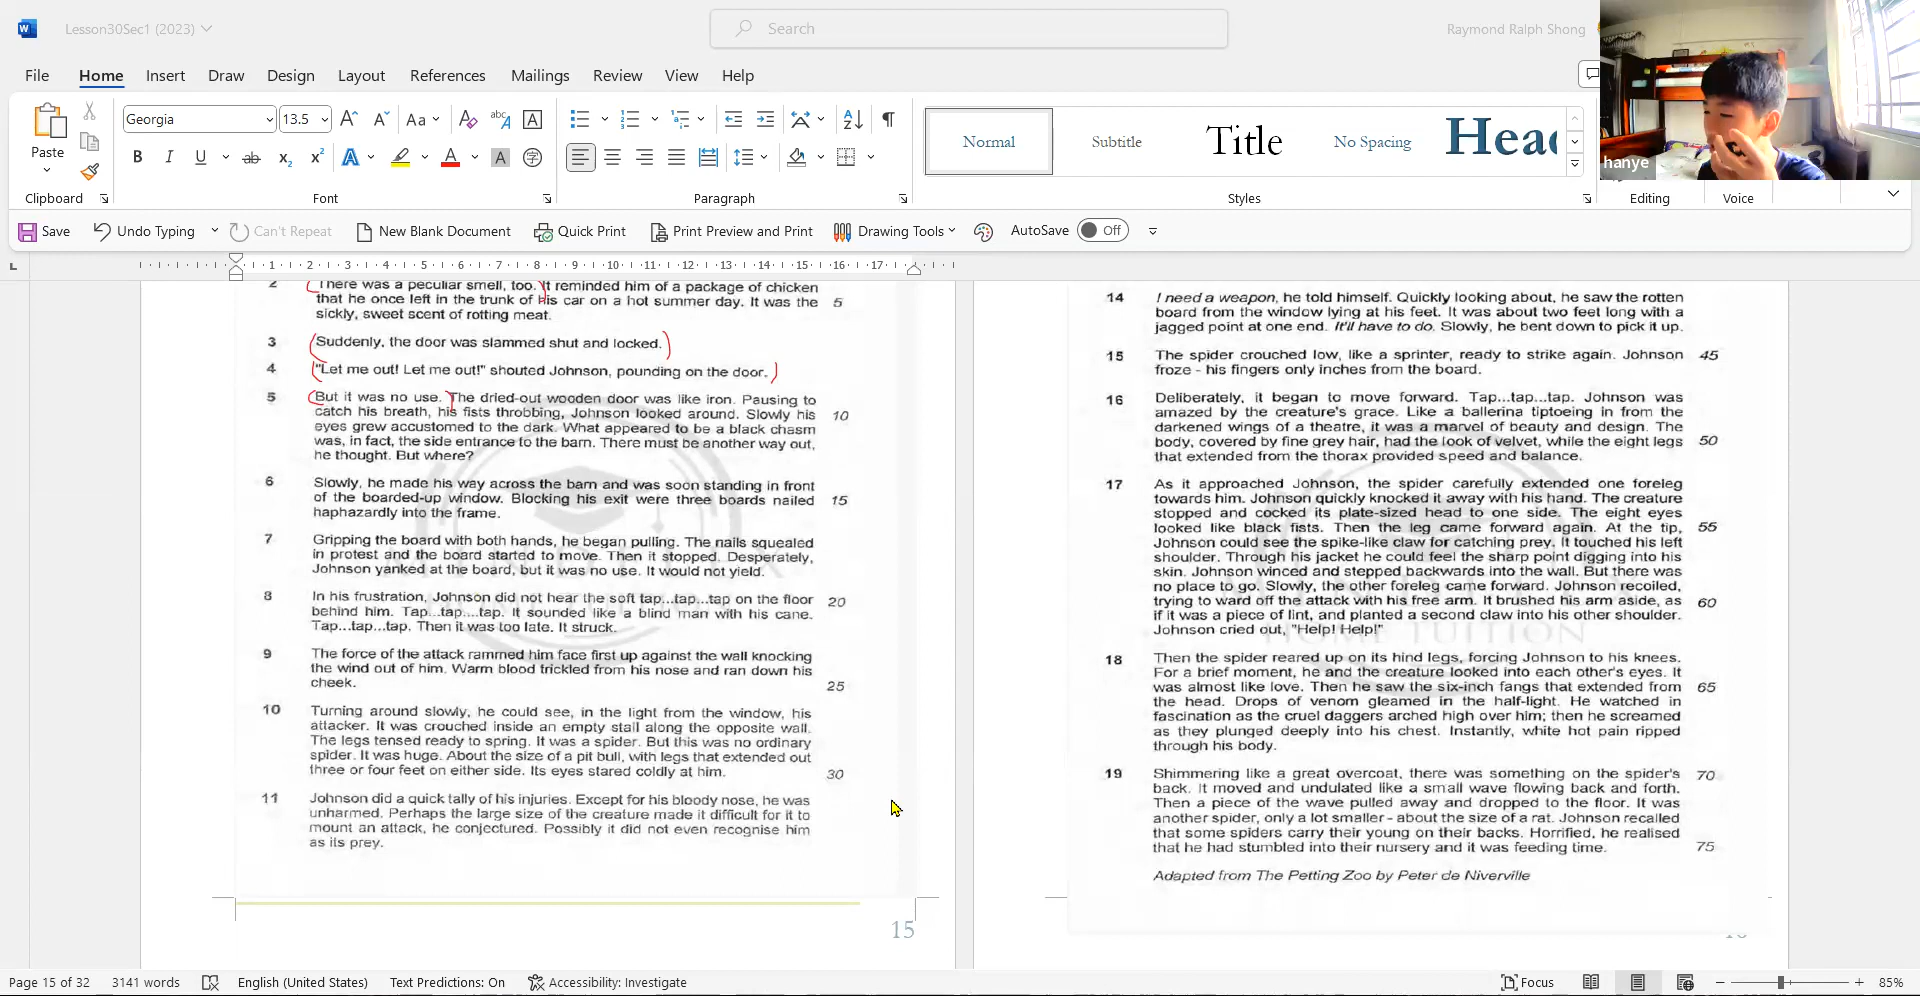 Lesson30Sec1 (2023)
Search
Raymond Ralph Shong
File Home Insert Draw Design Layout References Mailings Review View Help
Paste
Georgia 13.5
Normal Subtitle Title No Spacing Head
hanye
Clipboard Font Paragraph Styles Editing Voice
Save Undo Typing Can't Repeat New Blank Document Quick Print Print Preview and Print Drawing Tools AutoSave Off
1 2 3 4 5 6 7 8 9 10 11 12 13 14 15 16 17
2 There was a peculiar smell, too. It reminded him of a package of chicken
that he once left in the trunk of his car on a hot summer day. It was the 5
sickly, sweet scent of rotting meat.
3 Suddenly, the door was slammed shut and locked.
4 "Let me out! Let me out!" shouted Johnson, pounding on the door.
5 But it was no use. The dried-out wooden door was like iron. Pausing to
catch his breath, his fists throbbing, Johnson looked around. Slowly his 10
eyes grew accustomed to the dark. What appeared to be a black chasm
was, in fact, the side entrance to the barn. There must be another way out,
he thought. But where?
6 Slowly, he made his way across the barn and was soon standing in front
of the boarded-up window. Blocking his exit were three boards nailed 15
haphazardly into the frame.
7 Gripping the board with both hands, he began pulling. The nails squealed
in protest and the board started to move. Then it stopped. Desperately,
Johnson yanked at the board, but it was no use. It would not yield.
8 In his frustration, Johnson did not hear the soft tap...tap...tap on the floor 20
behind him. Tap...tap....tap. It sounded like a blind man with his cane.
Tap...tap...tap. Then it was too late. It struck.
9 The force of the attack rammed him face first up against the wall knocking
the wind out of him. Warm blood trickled from his nose and ran down his
cheek. 25
10 Turning around slowly, he could see, in the light from the window, his
attacker. It was crouched inside an empty stall along the opposite wall.
The legs tensed ready to spring. It was a spider. But this was no ordinary
spider. It was huge. About the size of a pit bull, with legs that extended out
three or four feet on either side. Its eyes stared coldly at him. 30
11 Johnson did a quick tally of his injuries. Except for his bloody nose, he was
unharmed. Perhaps the large size of the creature made it difficult for it to
mount an attack, he conjectured. Possibly it did not even recognise him
as its prey.
15
14 I need a weapon, he told himself. Quickly looking about, he saw the rotten
board from the window lying at his feet. It was about two feet long with a
jagged point at one end. It'll have to do. Slowly, he bent down to pick it up.
15 The spider crouched low, like a sprinter, ready to strike again. Johnson 45
froze - his fingers only inches from the board.
16 Deliberately, it began to move forward. Tap...tap...tap. Johnson was
amazed by the creature's grace. Like a ballerina tiptoeing in from the
darkened wings of a theatre, it was a marvel of beauty and design. The
body, covered by fine grey hair, had the look of velvet, while the eight legs 50
that extended from the thorax provided speed and balance.
17 As it approached Johnson, the spider carefully extended one foreleg
towards him. Johnson quickly knocked it away with his hand. The creature
stopped and cocked its plate-sized head to one side. The eight eyes
looked like black fists. Then the leg came forward again. At the tip, 55
Johnson could see the spike-like claw for catching prey. It touched his left
shoulder. Through his jacket he could feel the sharp point digging into his
skin. Johnson winced and stepped backwards into the wall. But there was
no place to go. Slowly, the other foreleg came forward. Johnson recoiled,
trying to ward off the attack with his free arm. It brushed his arm aside, as 60
if it was a piece of lint, and planted a second claw into his other shoulder.
Johnson cried out, "Help! Help!"
HOME TUITION
18 Then the spider reared up on its hind legs, forcing Johnson to his knees.
For a brief moment, he and the creature looked into each other's eyes. It
was almost like love. Then he saw the six-inch fangs that extended from 65
the head. Drops of venom gleamed in the half-light. He watched in
fascination as the cruel daggers arched high over him; then he screamed
as they plunged deeply into his chest. Instantly, white hot pain ripped
through his body.
19 Shimmering like a great overcoat, there was something on the spider's 70
back. It moved and undulated like a small wave flowing back and forth.
Then a piece of the wave pulled away and dropped to the floor. It was
another spider, only a lot smaller - about the size of a rat. Johnson recalled
that some spiders carry their young on their backs. Horrified, he realised
that he had stumbled into their nursery and it was feeding time. 75
Adapted from The Petting Zoo by Peter de Niverville
Page 15 of 32 3141 words English (United States) Text Predictions: On Accessibility: Investigate Focus 85%